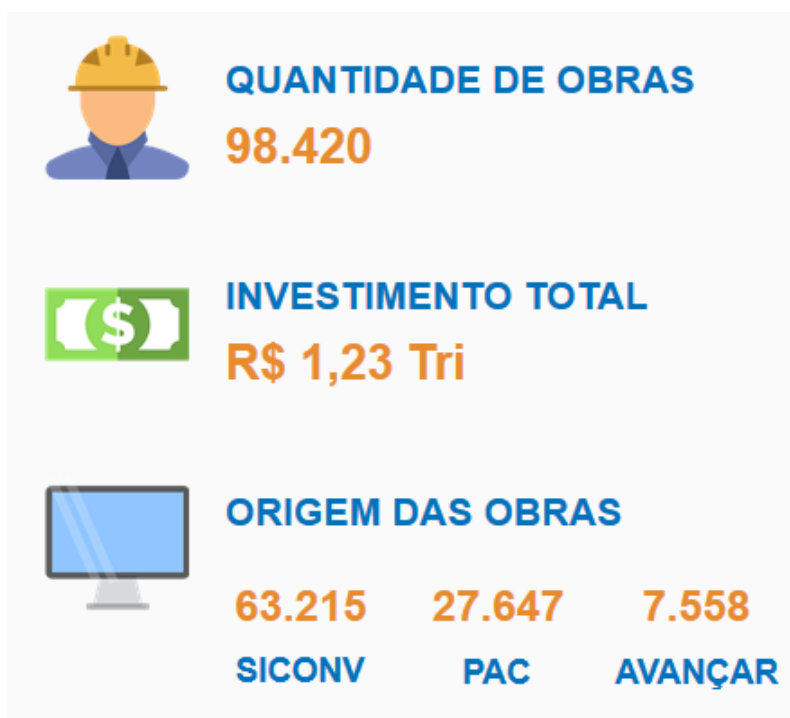 QUANTIDADE DE OBRAS
98.420
INVESTIMENTO TOTAL
R$ 1,23 Tri
ORIGEM DAS OBRAS
63.215 27.647 7.558
SICONV PAC AVANÇAR